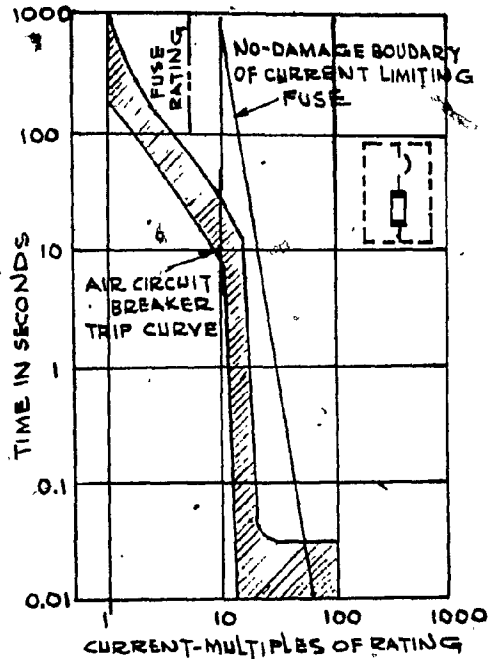 1000
100
10
1
0.1
0.01
TIME IN SECONDS
FUSE
RATING
NO-DAMAGE BOUDARY
OF CURRENT LIMITING
FUSE
AIR CIRCUIT
BREAKER
TRIP CURVE
1
10
100
1000
CURRENT-MULTIPLES OF RATING